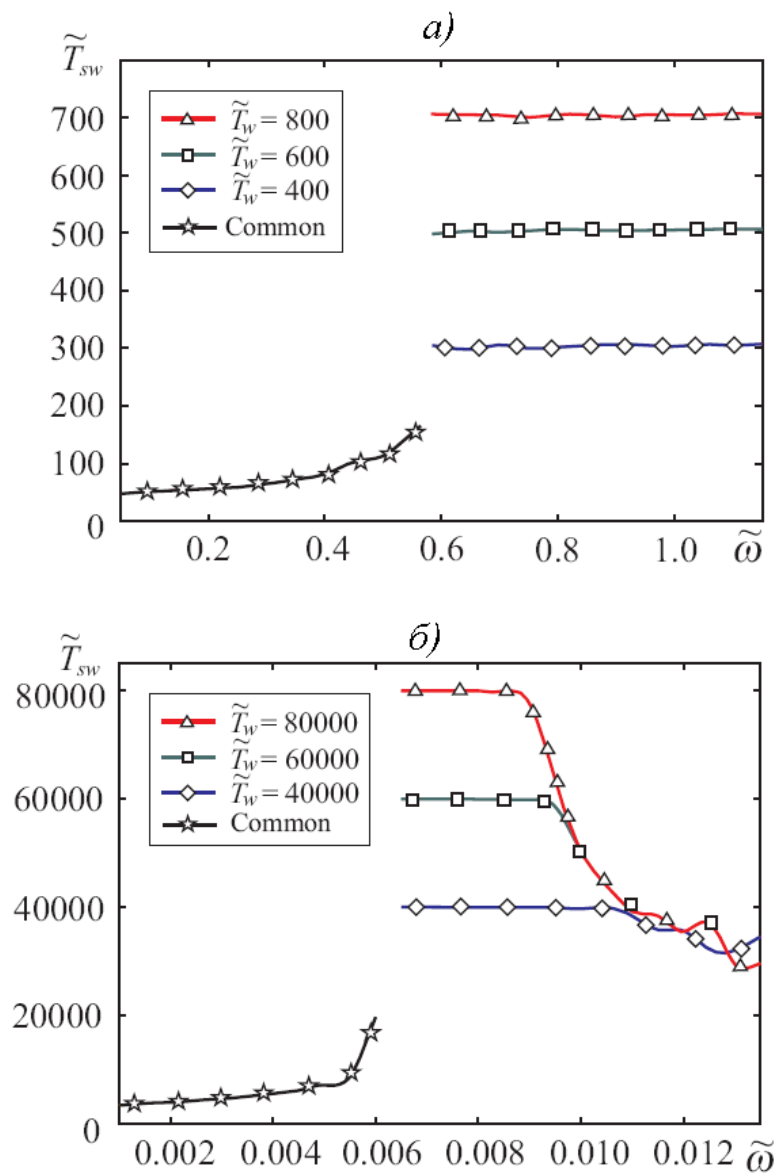 а)
T̃sw
700
600
500
400
300
200
100
0
T̃w = 800
T̃w = 600
T̃w = 400
Common
0.2 0.4 0.6 0.8 1.0 ω̃
б)
T̃sw
80000
60000
40000
20000
0
T̃w = 80000
T̃w = 60000
T̃w = 40000
Common
0.002 0.004 0.006 0.008 0.010 0.012 ω̃